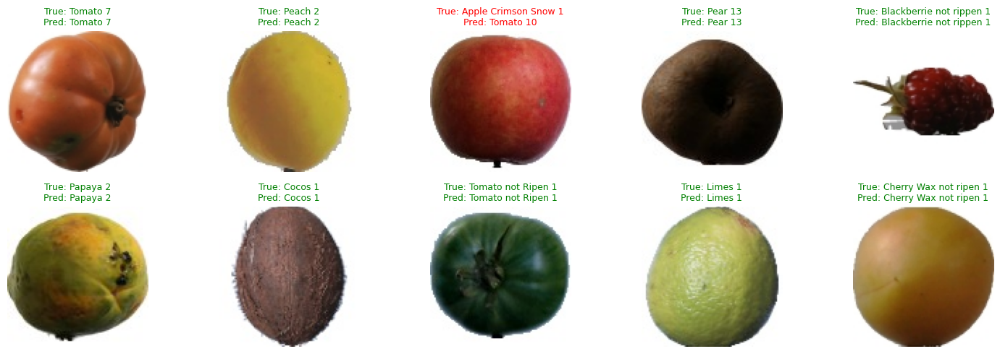 True: Tomato 7
Pred: Tomato 7
True: Peach 2
Pred: Peach 2
True: Apple Crimson Snow 1
Pred: Tomato 10
True: Pear 13
Pred: Pear 13
True: Blackberrie not rippen 1
Pred: Blackberrie not rippen 1
True: Papaya 2
Pred: Papaya 2
True: Cocos 1
Pred: Cocos 1
True: Tomato not Ripen 1
Pred: Tomato not Ripen 1
True: Limes 1
Pred: Limes 1
True: Cherry Wax not ripen 1
Pred: Cherry Wax not ripen 1